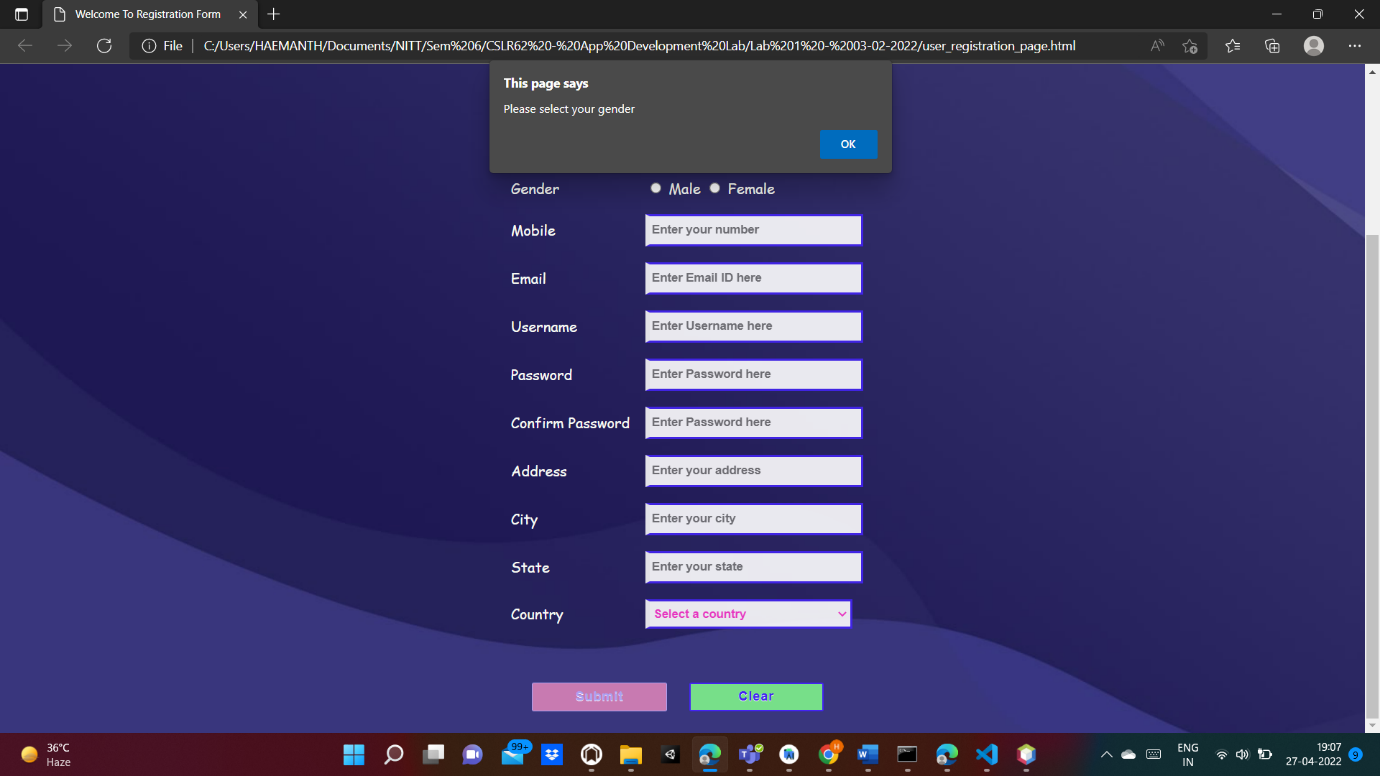 Welcome To Registration Form
File C:/Users/HAEMANTH/Documents/NITT/Sem%206/CSLR62%20-%20App%20Development%20Lab/Lab%201%20-%2003-02-2022/user_registration_page.html
This page says
Please select your gender
OK
Gender Male Female
Mobile Enter your number
Email Enter Email ID here
Username Enter Username here
Password Enter Password here
Confirm Password Enter Password here
Address Enter your address
City Enter your city
State Enter your state
Country Select a country
Submit Clear
36°C
Haze
99+
H
W
ENG
IN
19:07
27-04-2022
9